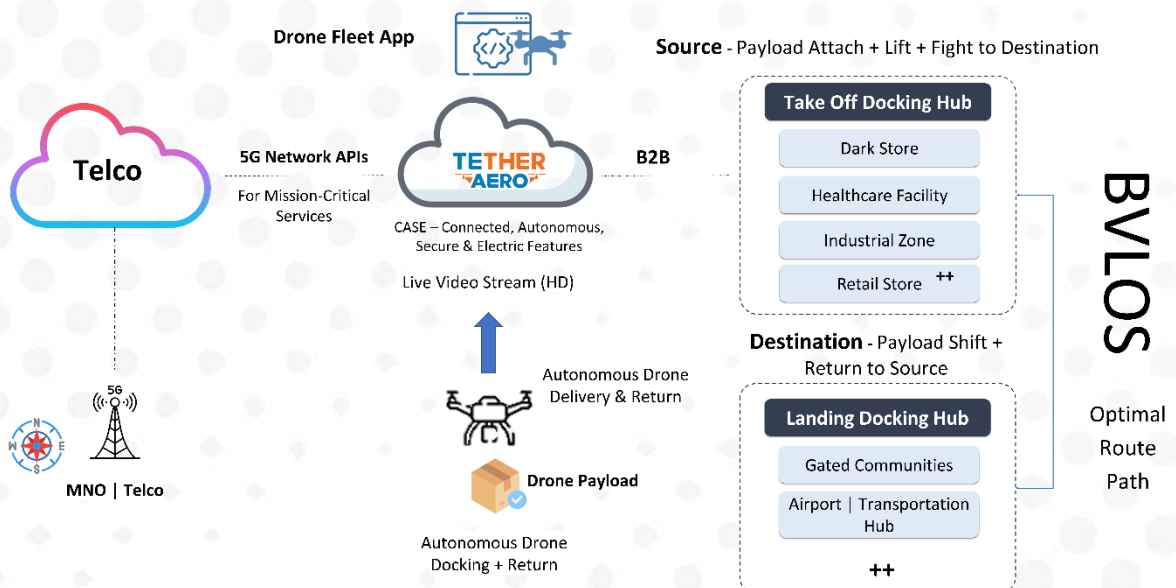 Drone Fleet App
Telco
5G Network APIs
For Mission-Critical
Services
TETHER
AERO
CASE – Connected, Autonomous,
Secure & Electric Features
Live Video Stream (HD)
B2B
Source - Payload Attach + Lift + Fight to Destination
Take Off Docking Hub
Dark Store
Healthcare Facility
Industrial Zone
Retail Store ++
Destination - Payload Shift +
Return to Source
Landing Docking Hub
Gated Communities
Airport | Transportation
Hub
++
BVLOS
Optimal
Route
Path
5G
N
W
E
S
MNO | Telco
Autonomous Drone
Delivery & Return
Drone Payload
Autonomous Drone
Docking + Return